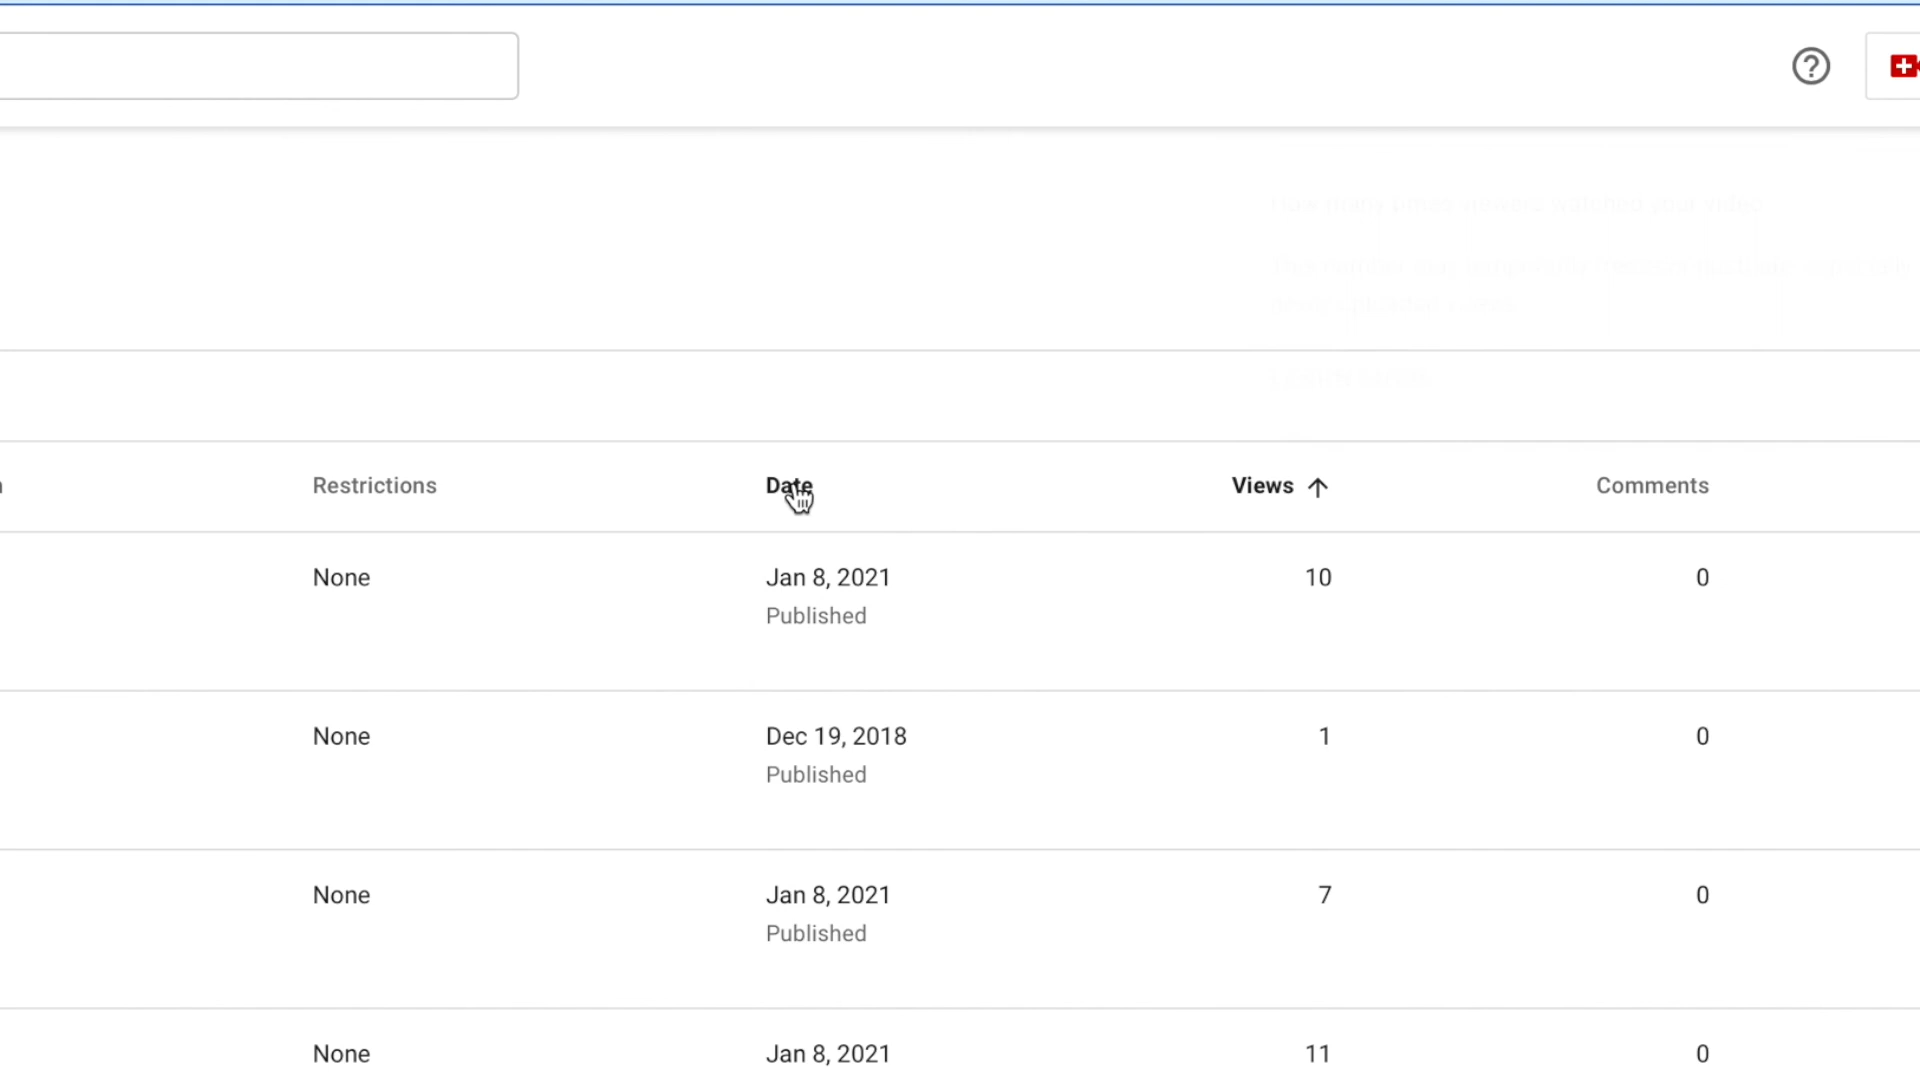 Restrictions Date Views Comments
None Jan 8, 2021 10 0
Published
None Dec 19, 2018 1 0
Published
None Jan 8, 2021 7 0
Published
None Jan 8, 2021 11 0